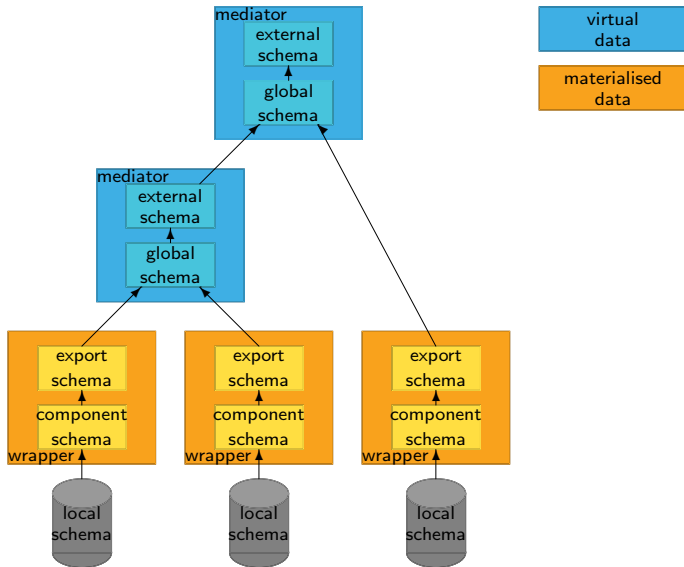 mediator
external
schema
global
schema
virtual
data
materialised
data
mediator
external
schema
global
schema
export
schema
component
schema
wrapper
export
schema
component
schema
wrapper
export
schema
component
schema
wrapper
local
schema
local
schema
local
schema